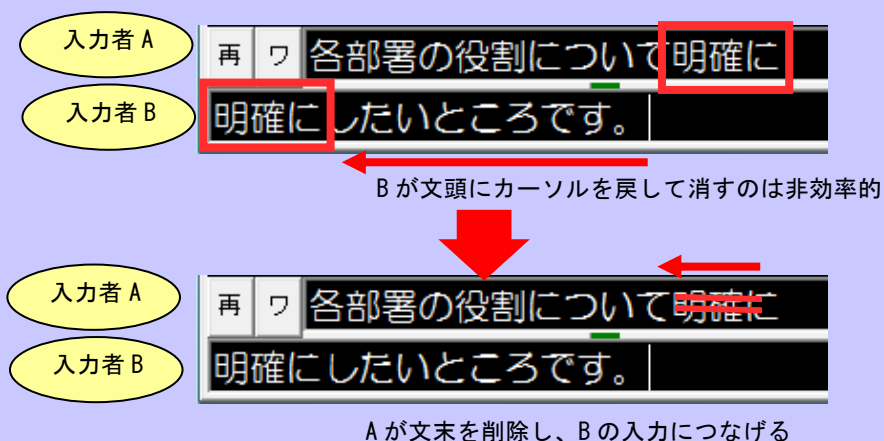 入力者 A
再 ワ 各部署の役割について明確に
入力者 B
明確にしたいところです。
B が文頭にカーソルを戻して消すのは非効率的
入力者 A
再 ワ 各部署の役割について明確に
入力者 B
明確にしたいところです。
A が文末を削除し、B の入力につなげる